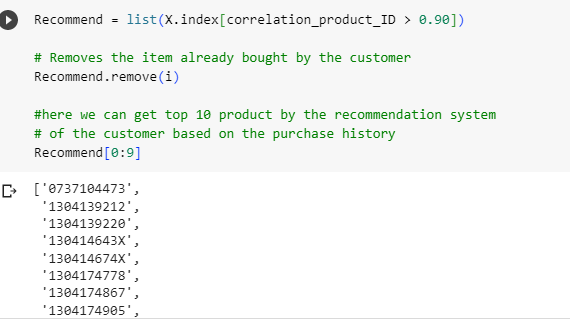 Recommend = list(X.index[correlation_product_ID > 0.90])
# Removes the item already bought by the customer
Recommend.remove(i)
#here we can get top 10 product by the recommendation system
# of the customer based on the purchase history
Recommend[0:9]
['0737104473',
'1304139212',
'1304139220',
'130414643X',
'130414674X',
'1304174778',
'1304174867',
'1304174905',